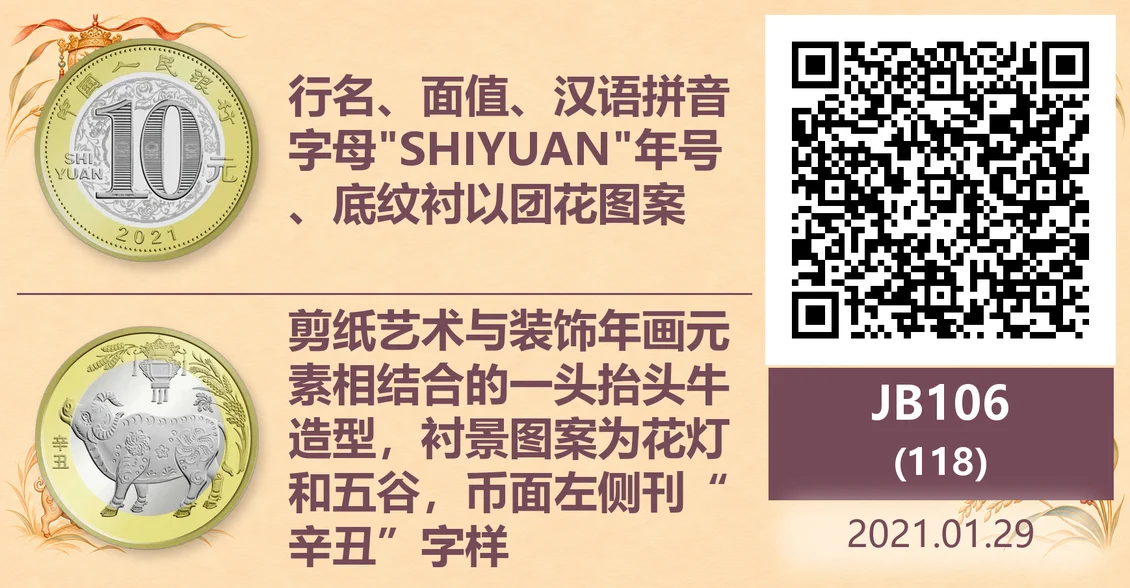 中国人民银行
10
SHI
YUAN
元
2021
行名、面值、汉语拼音
字母"SHIYUAN"年号
、底纹衬以团花图案
辛丑
剪纸艺术与装饰年画元
素相结合的一头抬头牛
造型，衬景图案为花灯
和五谷，币面左侧刊“
辛丑”字样
JB106
(118)
2021.01.29